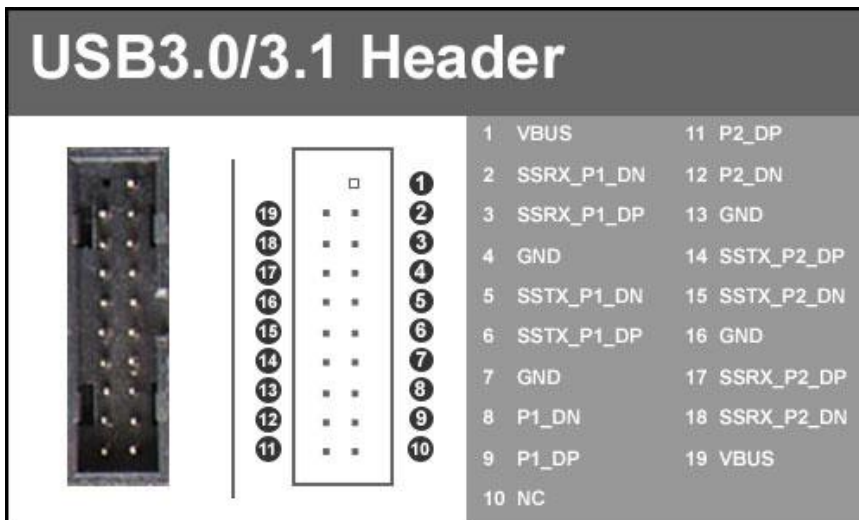 USB3.0/3.1 Header
1
19 2
18 3
17 4
16 5
15 6
14 7
13 8
12 9
11 10
1 VBUS 11 P2_DP
2 SSRX_P1_DN 12 P2_DN
3 SSRX_P1_DP 13 GND
4 GND 14 SSTX_P2_DP
5 SSTX_P1_DN 15 SSTX_P2_DN
6 SSTX_P1_DP 16 GND
7 GND 17 SSRX_P2_DP
8 P1_DN 18 SSRX_P2_DN
9 P1_DP 19 VBUS
10 NC